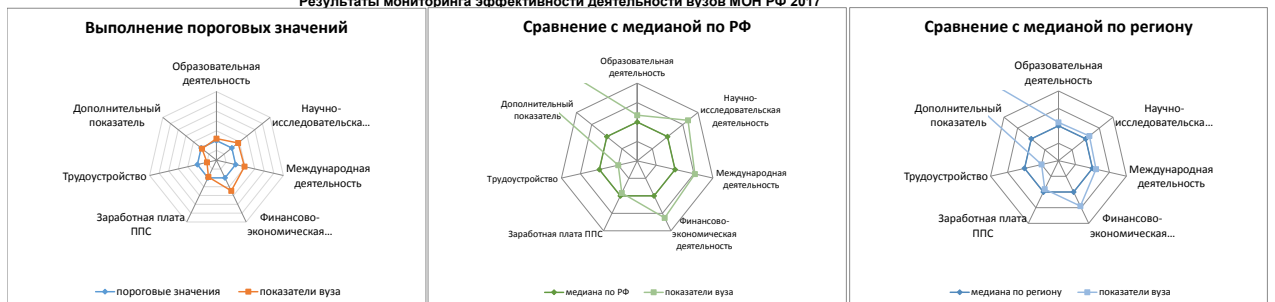 Результаты мониторинга эффективности деятельности вузов МОН РФ 2017
Выполнение пороговых значений
Образовательная
деятельность
Научно-
исследовательска...
Международная
деятельность
Финансово-
экономическая...
Заработная плата
ППС
Трудоустройство
Дополнительный
показатель
пороговые значения
показатели вуза
Сравнение с медианой по РФ
Образовательная
деятельность
Научно-
исследовательская
деятельность
Международная
деятельность
Финансово-
экономическая
деятельность
Заработная плата ППС
Трудоустройство
Дополнительный
показатель
медиана по РФ
показатели вуза
Сравнение с медианой по региону
Образовательная
деятельность
Научно-
исследовательска...
Международная
деятельность
Финансово-
экономическая...
Заработная плата
ППС
Трудоустройство
Дополнительный
показатель
медиана по региону
показатели вуза